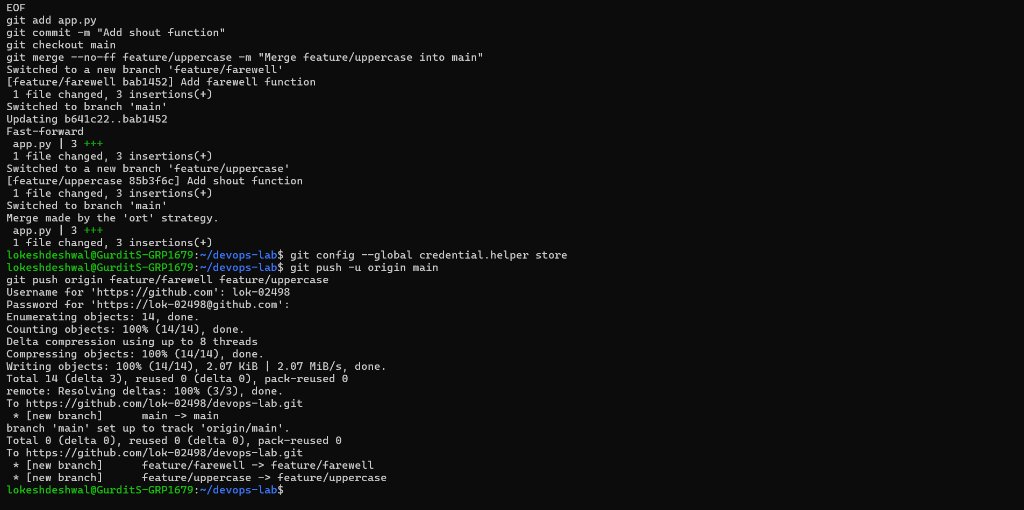 EOF
git add app.py
git commit -m "Add shout function"
git checkout main
git merge --no-ff feature/uppercase -m "Merge feature/uppercase into main"
Switched to a new branch 'feature/farewell'
[feature/farewell bab1452] Add farewell function
 1 file changed, 3 insertions(+)
Switched to branch 'main'
Updating b641c22..bab1452
Fast-forward
 app.py | 3 +++
 1 file changed, 3 insertions(+)
Switched to a new branch 'feature/uppercase'
[feature/uppercase 85b3f6c] Add shout function
 1 file changed, 3 insertions(+)
Switched to branch 'main'
Merge made by the 'ort' strategy.
 app.py | 3 +++
 1 file changed, 3 insertions(+)
lokeshdeshwal@GurditS-GRP1679:~/devops-lab$ git config --global credential.helper store
lokeshdeshwal@GurditS-GRP1679:~/devops-lab$ git push -u origin main
git push origin feature/farewell feature/uppercase
Username for 'https://github.com': lok-02498
Password for 'https://lok-02498@github.com':
Enumerating objects: 14, done.
Counting objects: 100% (14/14), done.
Delta compression using up to 8 threads
Compressing objects: 100% (14/14), done.
Writing objects: 100% (14/14), 2.07 KiB | 2.07 MiB/s, done.
Total 14 (delta 3), reused 0 (delta 0), pack-reused 0
remote: Resolving deltas: 100% (3/3), done.
To https://github.com/lok-02498/devops-lab.git
 * [new branch]      main -> main
branch 'main' set up to track 'origin/main'.
Total 0 (delta 0), reused 0 (delta 0), pack-reused 0
To https://github.com/lok-02498/devops-lab.git
 * [new branch]      feature/farewell -> feature/farewell
 * [new branch]      feature/uppercase -> feature/uppercase
lokeshdeshwal@GurditS-GRP1679:~/devops-lab$